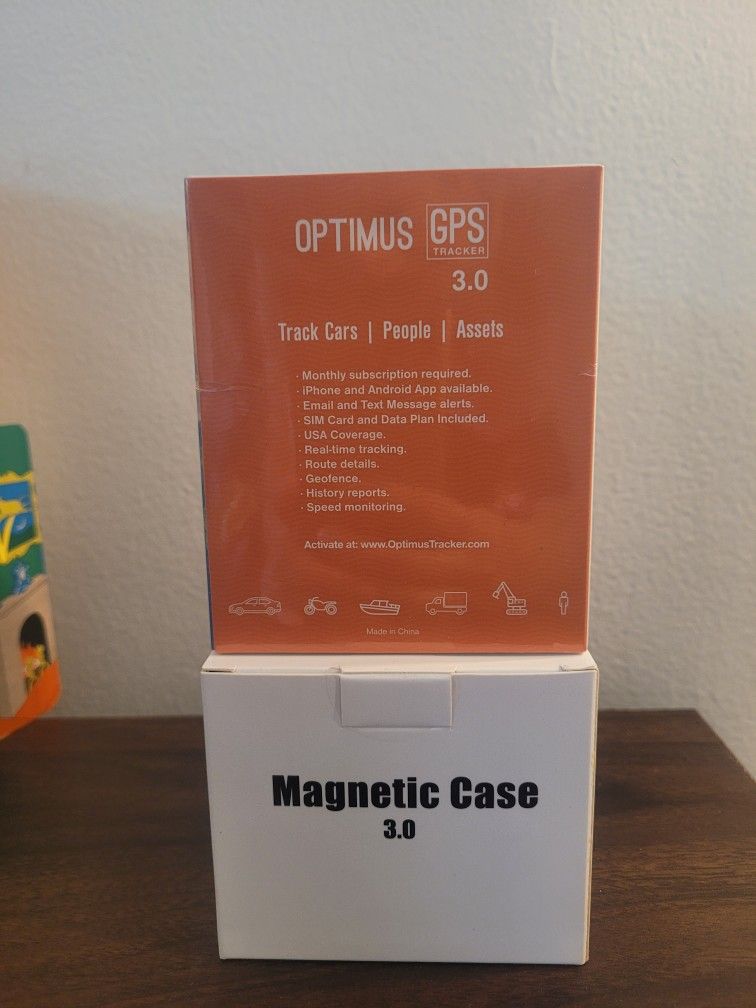 OPTIMUS GPS
TRACKER
3.0
Track Cars | People | Assets
· Monthly subscription required.
· iPhone and Android App available.
· Email and Text Message alerts.
· SIM Card and Data Plan Included.
· USA Coverage.
· Real-time tracking.
· Route details.
· Geofence.
· History reports.
· Speed monitoring.
Activate at: www.OptimusTracker.com
Made in China
Magnetic Case
3.0